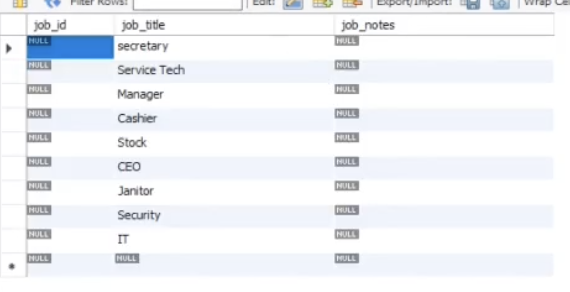 Filter Rows: Edit: Export/Import: Wrap Ce
job_id job_title job_notes
NULL secretary NULL
NULL Service Tech NULL
NULL Manager NULL
NULL Cashier NULL
NULL Stock NULL
NULL CEO NULL
NULL Janitor NULL
NULL Security NULL
NULL IT NULL
NULL NULL NULL